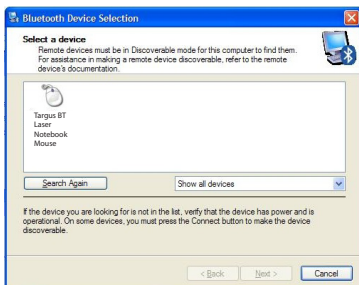 Bluetooth Device Selection
Select a device
Remote devices must be in Discoverable mode for this computer to find them.
For assistance in making a remote device discoverable, refer to the remote
device's documentation.
Targus BT
Laser
Notebook
Mouse
Search Again
Show all devices
If the device you are looking for is not in the list, verify that the device has power and is
operational. On some devices, you must press the Connect button to make the device
discoverable.
< Back
Next >
Cancel